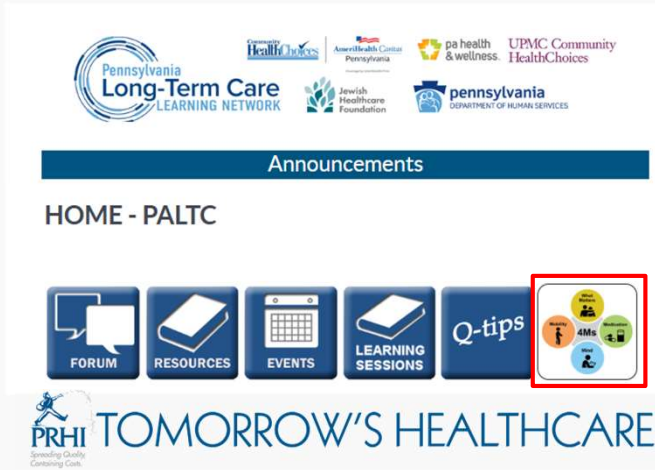 Pennsylvania
Long-Term Care
LEARNING NETWORK
Community
HealthChoices
AmeriHealth Caritas
Pennsylvania
pa health
& wellness.
UPMC Community
HealthChoices
Jewish
Healthcare
Foundation
pennsylvania
DEPARTMENT OF HUMAN SERVICES
Announcements
HOME - PALTC
FORUM
RESOURCES
EVENTS
LEARNING
SESSIONS
Q-tips
What
Matters
Mobility
4Ms
Medication
Mind
PRHI
TOMORROW'S HEALTHCARE
Spreading Quality,
Containing Costs.